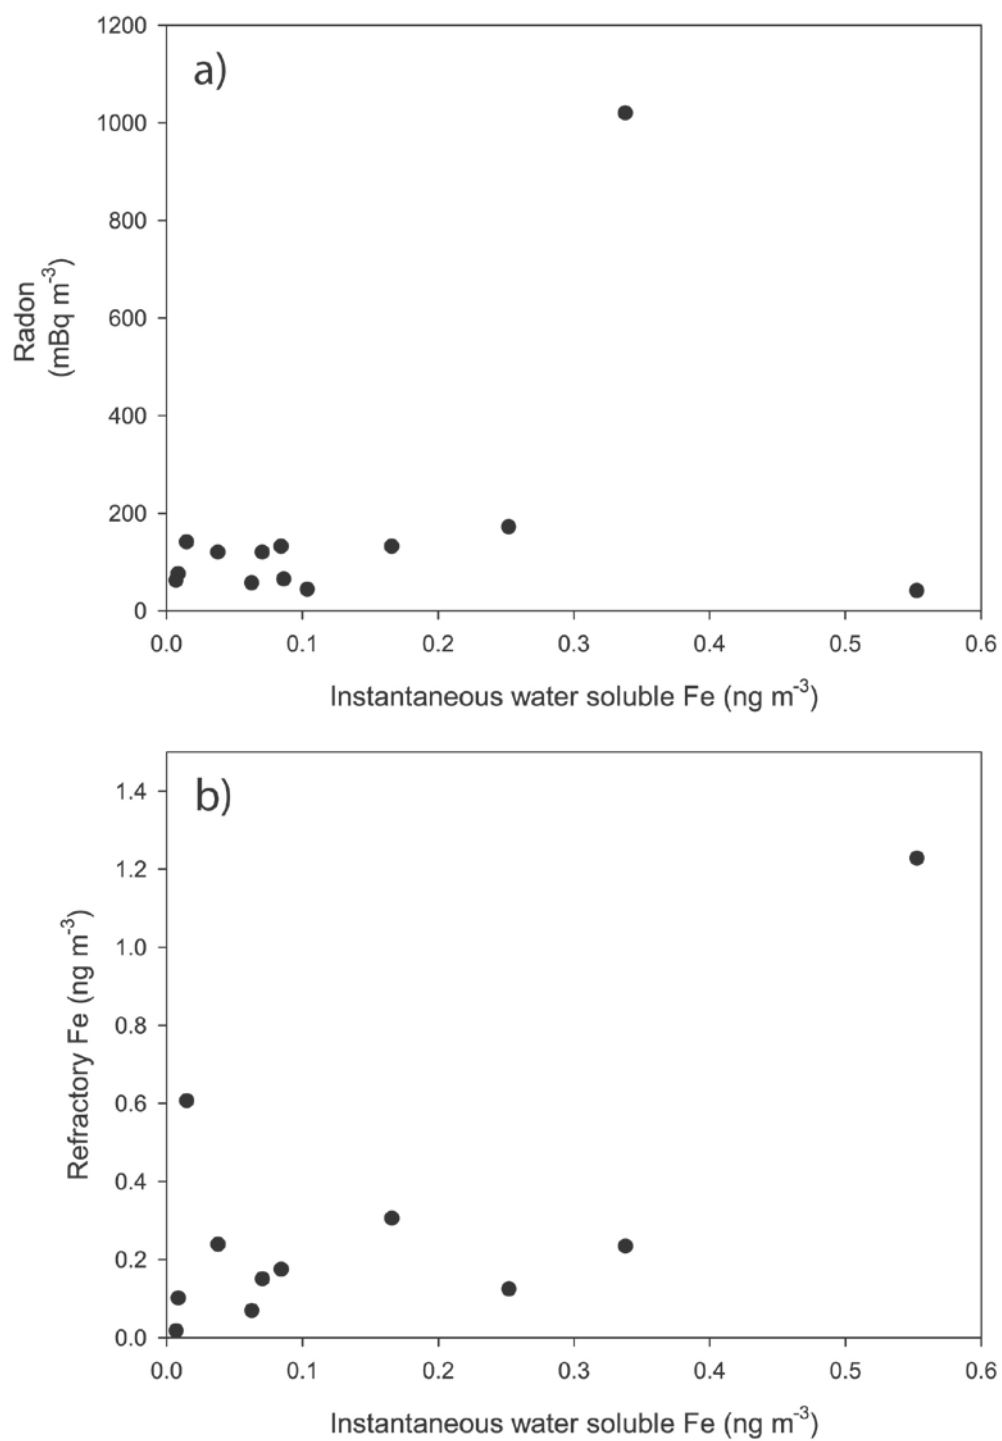 a)
1200
1000
800
600
400
200
0
Radon
(mBq m⁻³)
0.0 0.1 0.2 0.3 0.4 0.5 0.6
Instantaneous water soluble Fe (ng m⁻³)
b)
1.4
1.2
1.0
0.8
0.6
0.4
0.2
0.0
Refractory Fe (ng m⁻³)
0.0 0.1 0.2 0.3 0.4 0.5 0.6
Instantaneous water soluble Fe (ng m⁻³)